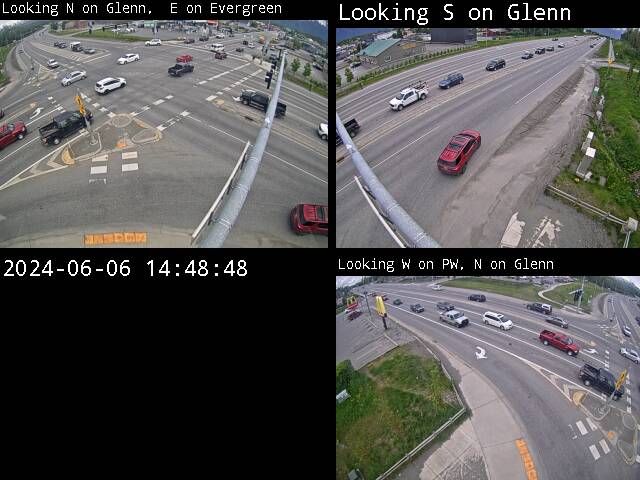 Looking N on Glenn,  E on Evergreen
Looking S on Glenn
2024-06-06 14:48:48
Looking W on PW, N on Glenn